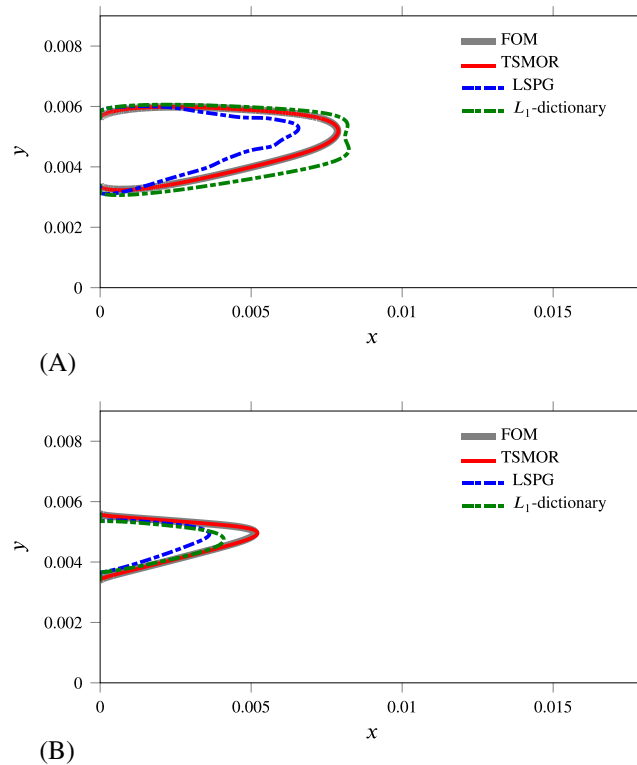 0.008
0.006
0.004
0.002
0
y
FOM
TSMOR
LSPG
L₁-dictionary
0
0.005
0.01
0.015
x
(A)
0.008
0.006
0.004
0.002
0
y
FOM
TSMOR
LSPG
L₁-dictionary
0
0.005
0.01
0.015
x
(B)